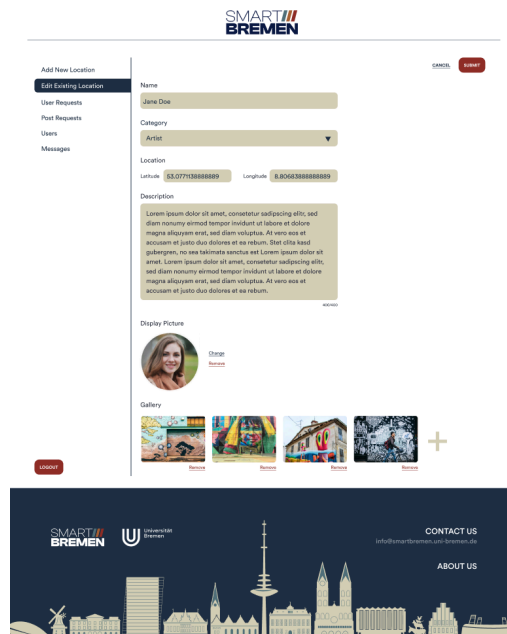 SMART
BREMEN
CANCEL
SUBMIT
Add New Location
Edit Existing Location
User Requests
Post Requests
Users
Messages
LOGOUT
Name
Jane Doe
Category
Artist
Location
Latitude 53.0771138888889 Longitude 8.80683888888889
Description
Lorem ipsum dolor sit amet, consetetur sadipscing elitr, sed
diam nonumy eirmod tempor invidunt ut labore et dolore
magna aliquyam erat, sed diam voluptua. At vero eos et
accusam et justo duo dolores et ea rebum. Stet clita kasd
gubergren, no sea takimata sanctus est Lorem ipsum dolor sit
amet. Lorem ipsum dolor sit amet, consetetur sadipscing elitr,
sed diam nonumy eirmod tempor invidunt ut labore et dolore
magna aliquyam erat, sed diam voluptua. At vero eos et
accusam et justo duo dolores et ea rebum.
400/400
Display Picture
Change
Remove
Gallery
Remove Remove Remove Remove
SMART
BREMEN
Universität
Bremen
CONTACT US
info@smartbremen.uni-bremen.de
ABOUT US